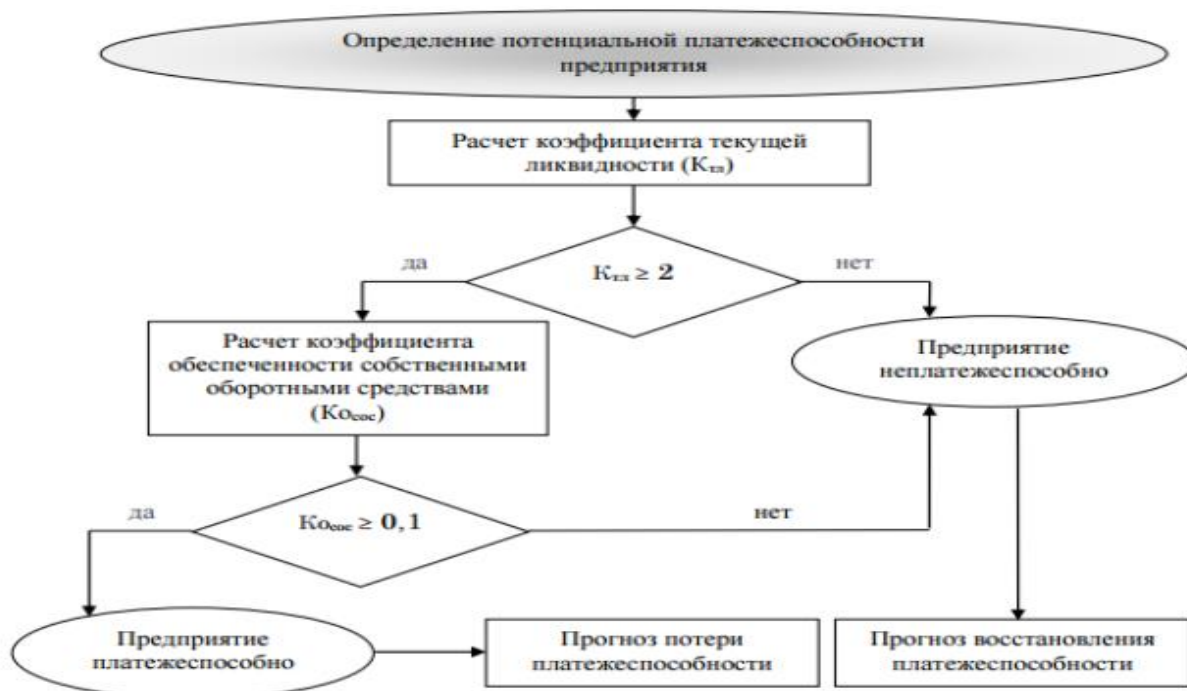 Определение потенциальной платежеспособности
предприятия
Расчет коэффициента текущей
ликвидности (Ктл)
Ктл ≥ 2
да
нет
Расчет коэффициента
обеспеченности собственными
оборотными средствами
(Косос)
Предприятие
неплатежеспособно
Косос ≥ 0,1
да
нет
Предприятие
платежеспособно
Прогноз потери
платежеспособности
Прогноз восстановления
платежеспособности